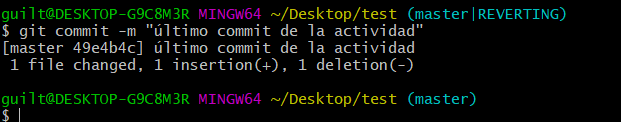 guilt@DESKTOP-G9C8M3R MINGW64 ~/Desktop/test (master|REVERTING)
$ git commit -m "último commit de la actividad"
[master 49e4b4c] último commit de la actividad
 1 file changed, 1 insertion(+), 1 deletion(-)
guilt@DESKTOP-G9C8M3R MINGW64 ~/Desktop/test (master)
$